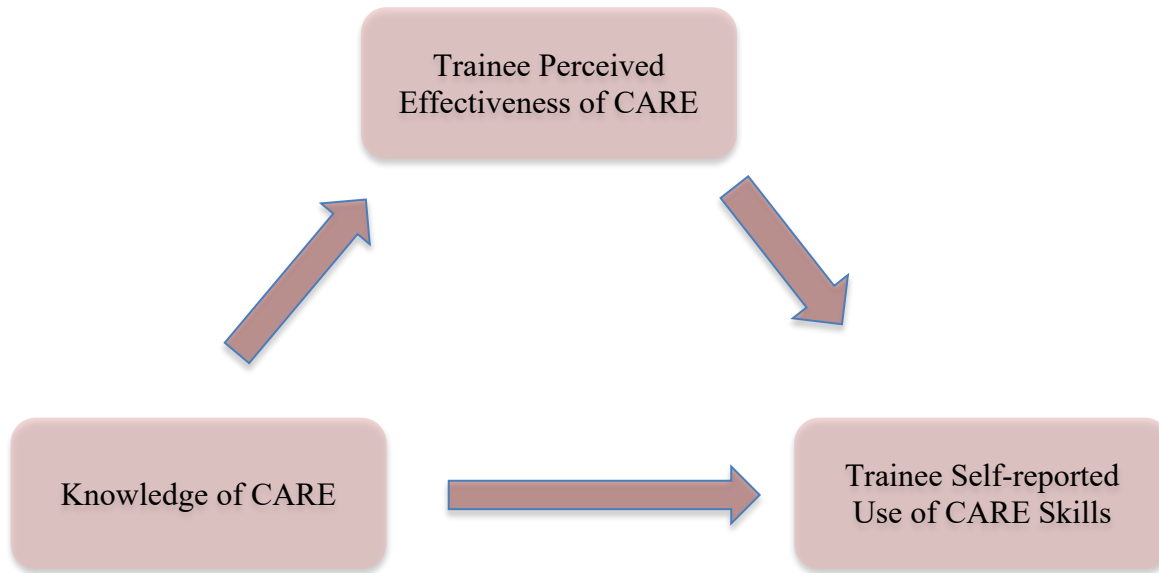 Trainee Perceived
Effectiveness of CARE
Knowledge of CARE
Trainee Self-reported
Use of CARE Skills